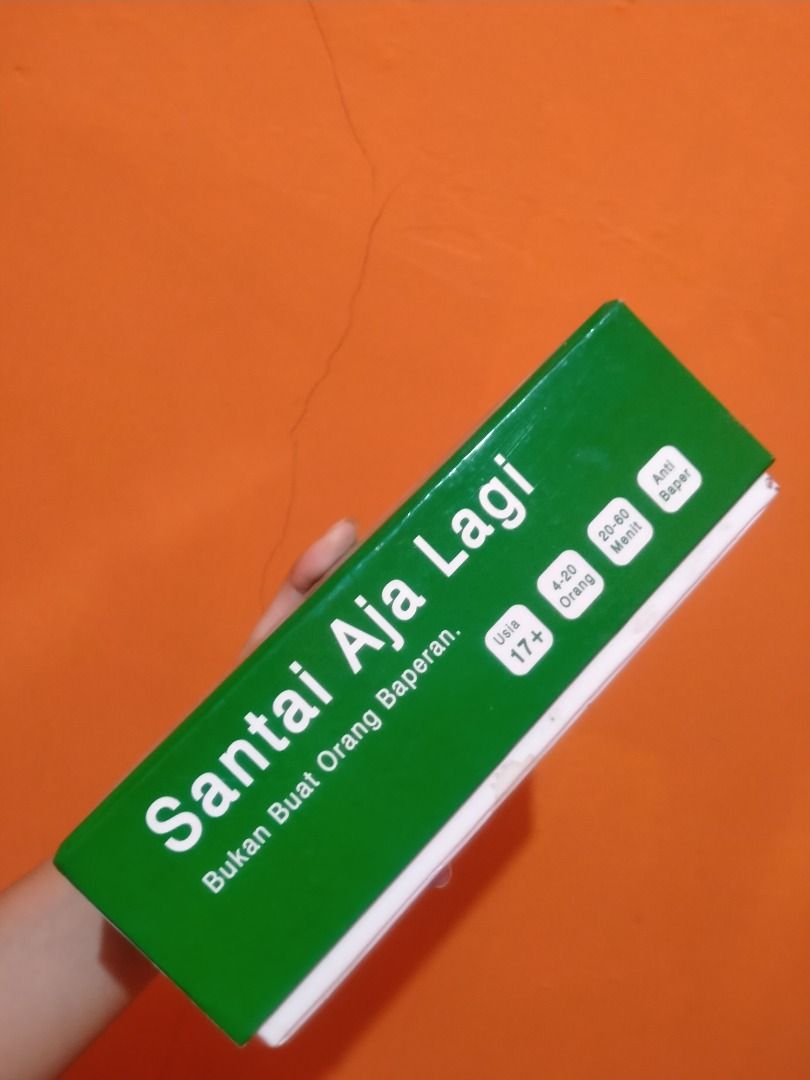 Santai Aja Lagi
Bukan Buat Orang Baperan.
Usia
17+
4-20
Orang
20-60
Menit
Anti
Baper